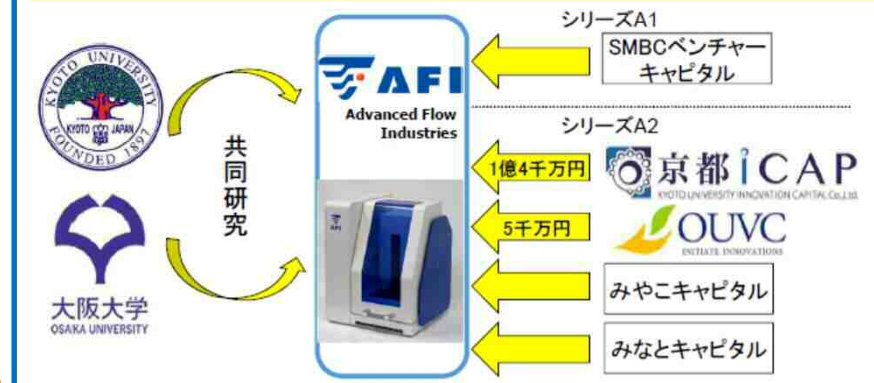 シリーズA1
SMBCベンチャー
キャピタル
KYOTO UNIVERSITY
KYOTO JAPAN
FOUNDED 1897
AFI
Advanced Flow
Industries
共同研究
シリーズA2
1億4千万円
京都iCAP
KYOTO UNIVERSITY INNOVATION CAPITAL Co.,Ltd.
5千万円
OUVC
INITIATE INNOVATIONS
AFI
大阪大学
OSAKA UNIVERSITY
みやこキャピタル
みなとキャピタル